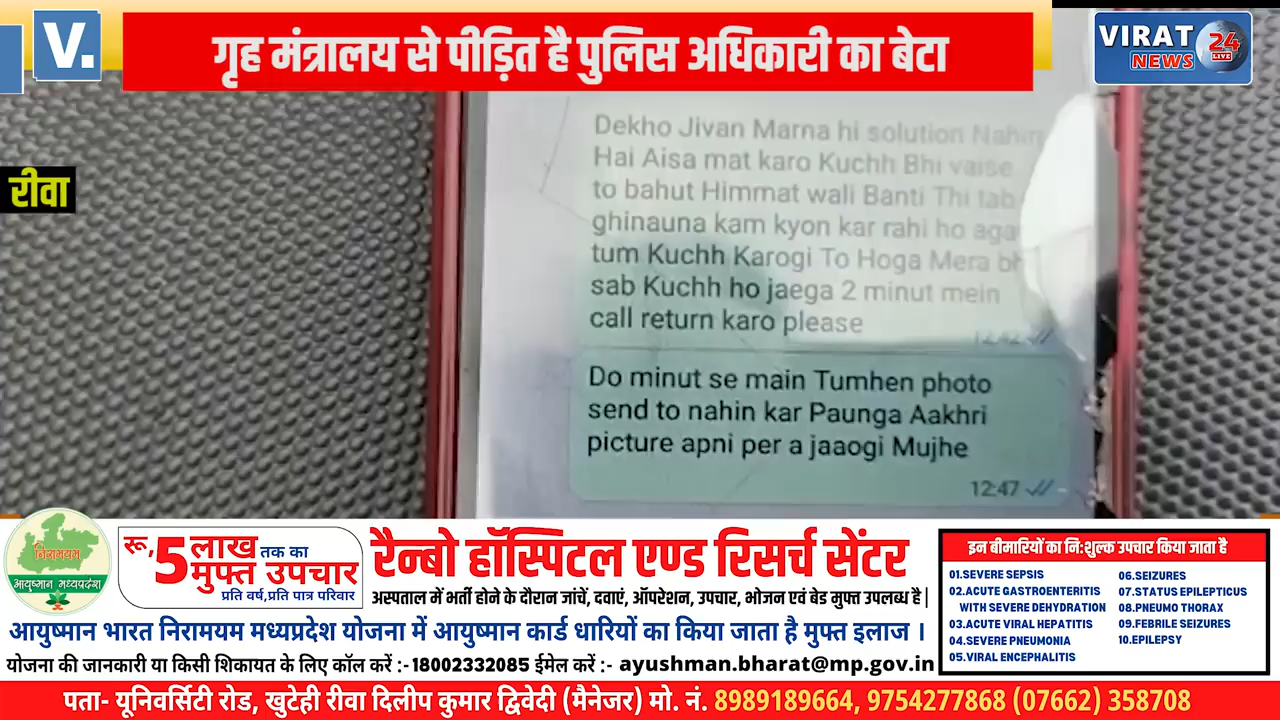 V.
गृह मंत्रालय से पीड़ित है पुलिस अधिकारी का बेटा
VIRAT
NEWS
24
LIVE
रीवा
Dekho Jivan Marna hi solution Nahin
Hai Aisa mat karo Kuchh Bhi vaise
to bahut Himmat wali Banti Thi tab
ghinauna kam kyon kar rahi ho aga
tum Kuchh Karogi To Hoga Mera bh
sab Kuchh ho jaega 2 minut mein
call return karo please
12:42
Do minut se main Tumhen photo
send to nahin kar Paunga Aakhri
picture apni per a jaaogi Mujhe
12:47
निरामयम
आयुष्मान मध्यप्रदेश
रू,5 लाख तक का
मुफ्त उपचार
प्रति वर्ष,प्रति पात्र परिवार
रैन्बो हॉस्पिटल एण्ड रिसर्च सेंटर
अस्पताल में भर्ती होने के दौरान जांचें, दवाएं, ऑपरेशन, उपचार, भोजन एवं बेड मुफ्त उपलब्ध है|
आयुष्मान भारत निरामयम मध्यप्रदेश योजना में आयुष्मान कार्ड धारियों का किया जाता है मुफ्त इलाज ।
योजना की जानकारी या किसी शिकायत के लिए कॉल करें :- 18002332085 ईमेल करें :- ayushman.bharat@mp.gov.in
इन बीमारियों का नि:शुल्क उपचार किया जाता है
01.SEVERE SEPSIS
02.ACUTE GASTROENTERITIS
WITH SEVERE DEHYDRATION
03.ACUTE VIRAL HEPATITIS
04.SEVERE PNEUMONIA
05.VIRAL ENCEPHALITIS
06.SEIZURES
07.STATUS EPILEPTICUS
08.PNEUMO THORAX
09.FEBRILE SEIZURES
10.EPILEPSY
पता- यूनिवर्सिटी रोड, खुटेही रीवा दिलीप कुमार द्विवेदी (मैनेजर) मो. नं. 8989189664, 9754277868 (07662) 358708